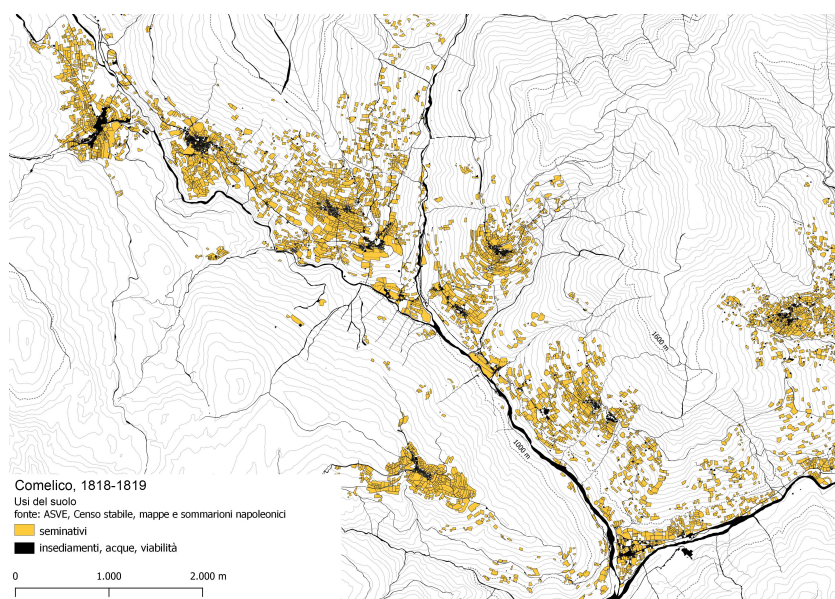 1600 m
1000 m
Comelico, 1818-1819
Usi del suolo
fonte: ASVE, Censo stabile, mappe e sommarioni napoleonici
seminativi
insediamenti, acque, viabilità
0 1.000 2.000 m